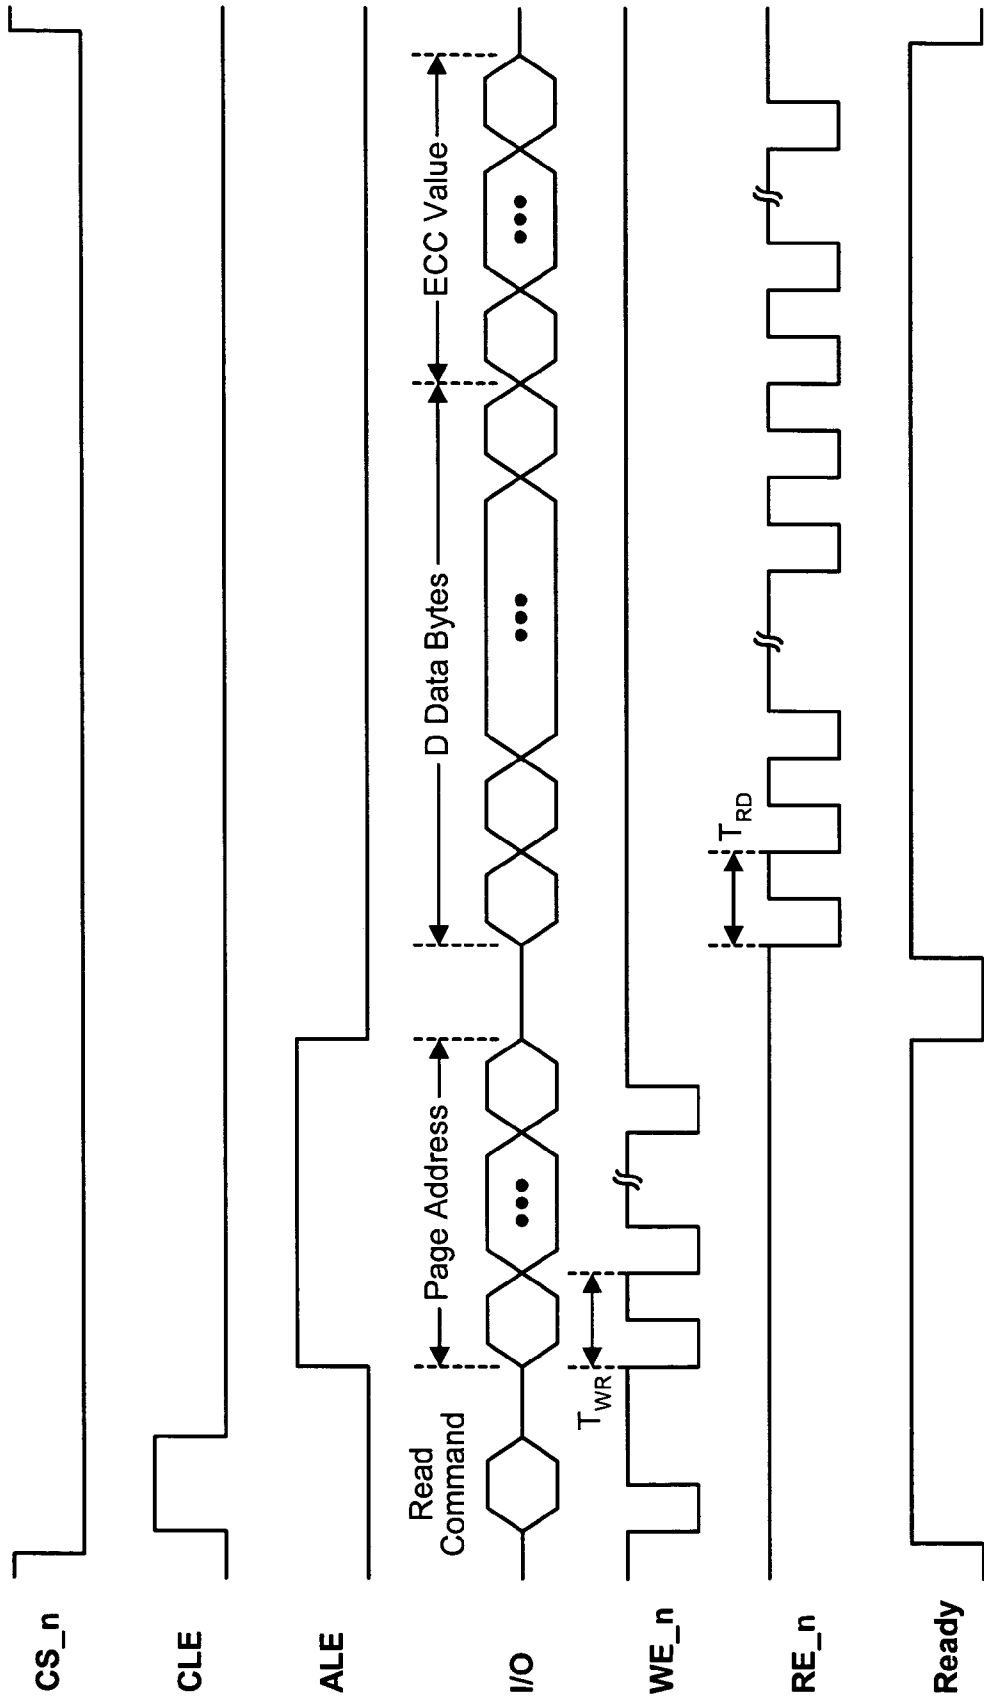 CS_n
CLE
ALE
Read
Command
Page Address
D Data Bytes
ECC Value
I/O
T_WR
WE_n
T_RD
RE_n
Ready